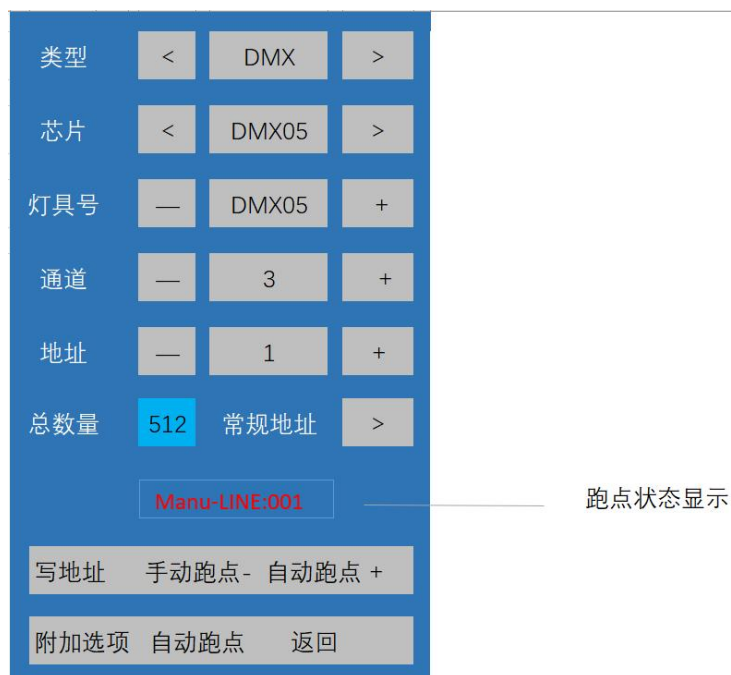 类型 < DMX >
芯片 < DMX05 >
灯具号 — DMX05 +
通道 — 3 +
地址 — 1 +
总数量 512 常规地址 >
Manu-LINE:001 跑点状态显示
写地址 手动跑点- 自动跑点+
附加选项 自动跑点 返回